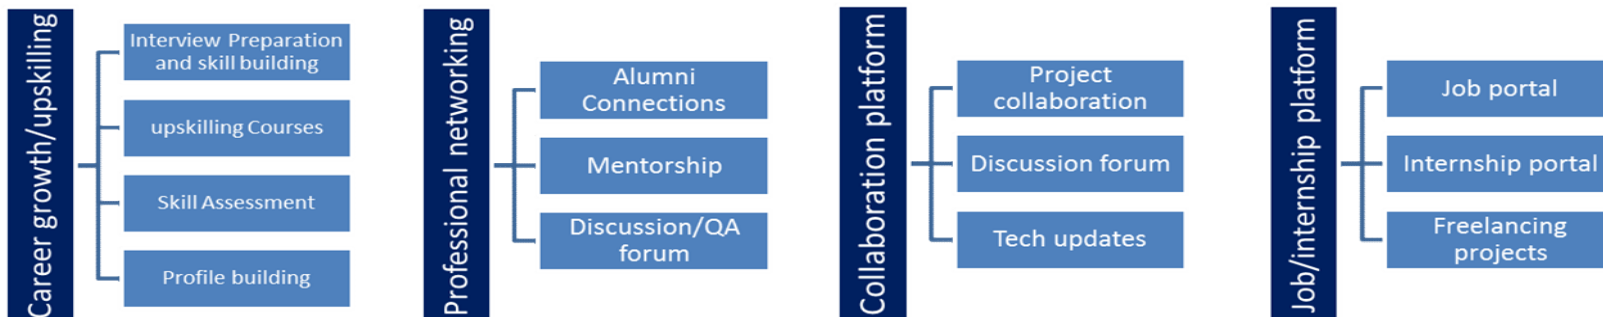 Career growth/upskilling
Interview Preparation
and skill building
upskilling Courses
Skill Assessment
Profile building
Professional networking
Alumni
Connections
Mentorship
Discussion/QA
forum
Collaboration platform
Project
collaboration
Discussion forum
Tech updates
Job/internship platform
Job portal
Internship portal
Freelancing
projects